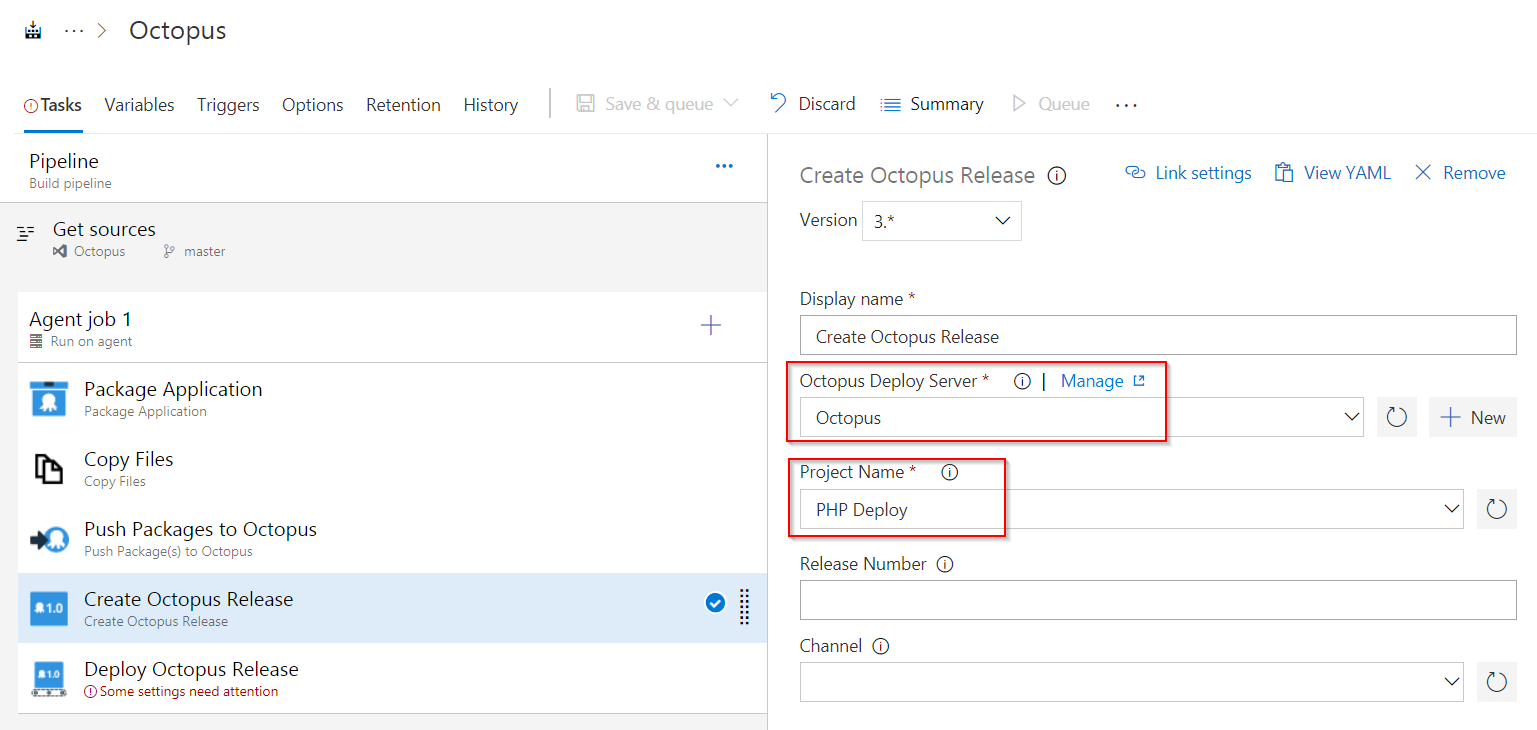 ··· > Octopus
Tasks Variables Triggers Options Retention History Save & queue Discard Summary Queue ···
Pipeline ···
Build pipeline
Get sources
Octopus master
Agent job 1
Run on agent
Package Application
Package Application
Copy Files
Copy Files
Push Packages to Octopus
Push Package(s) to Octopus
1.0 Create Octopus Release
Create Octopus Release
1.0 Deploy Octopus Release
Some settings need attention
Create Octopus Release Link settings View YAML Remove
Version 3.*
Display name *
Create Octopus Release
Octopus Deploy Server * | Manage
Octopus New
Project Name *
PHP Deploy
Release Number
Channel